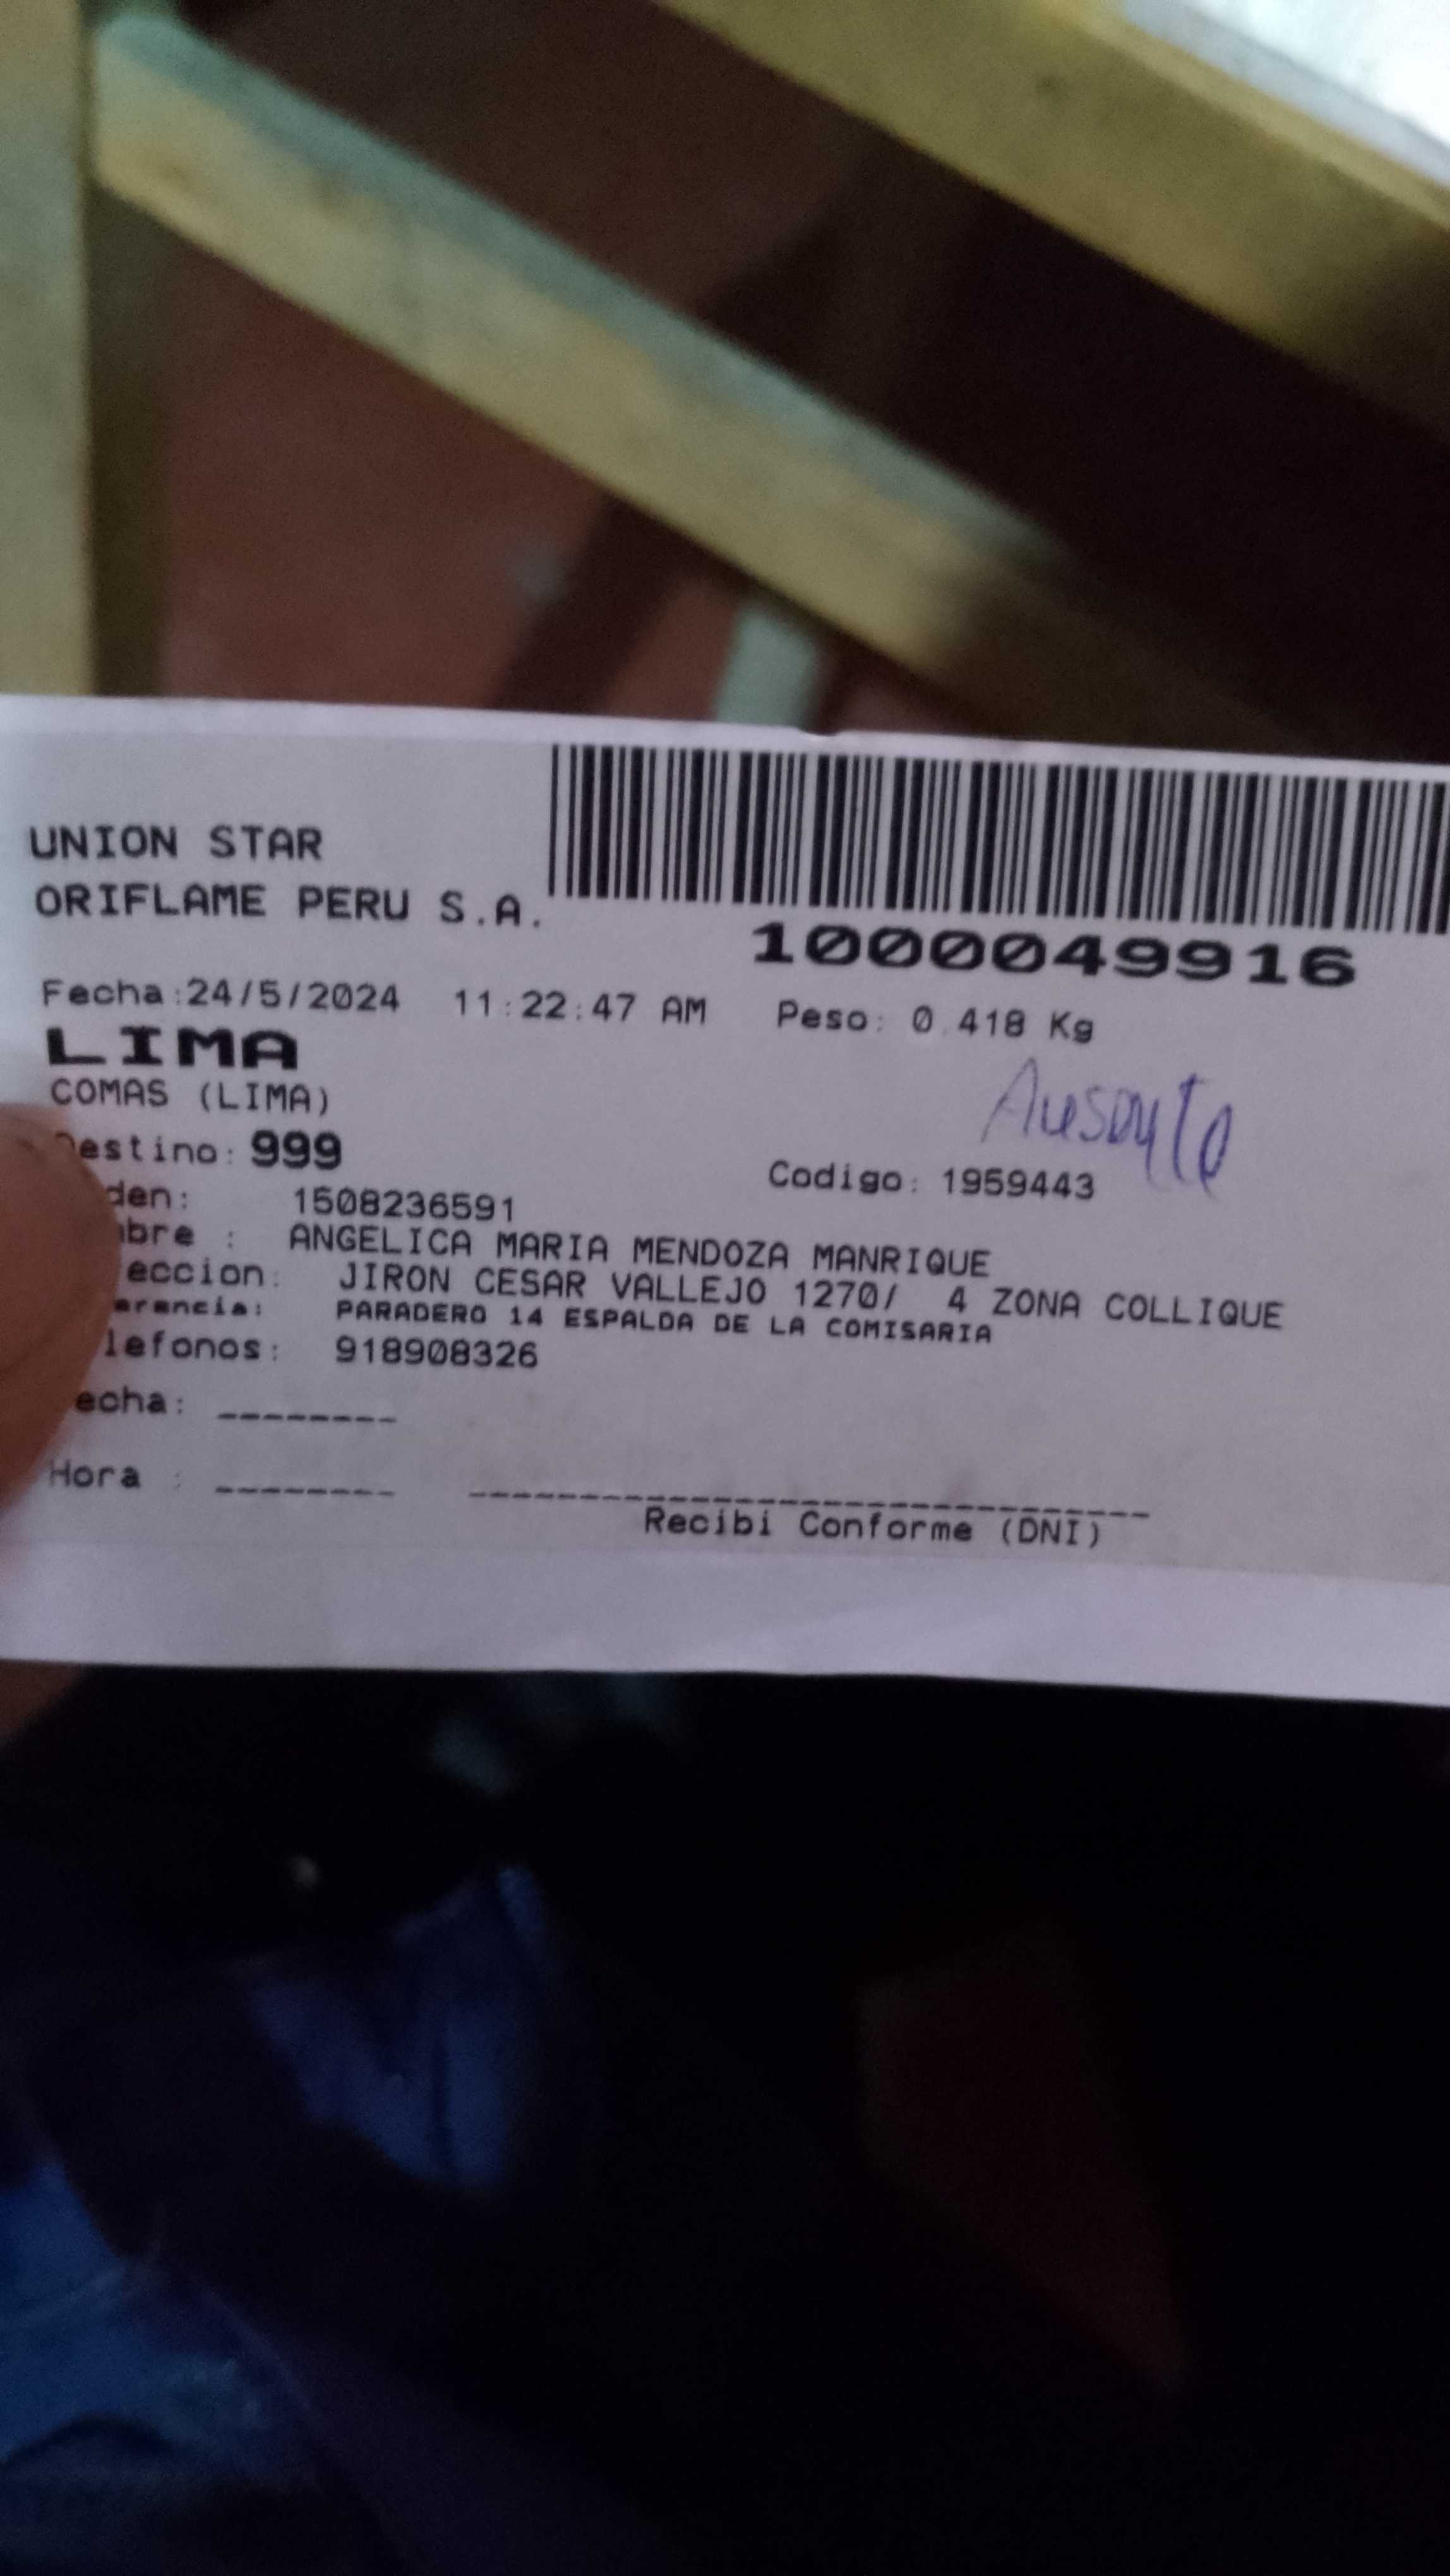 UNION STAR
ORIFLAME PERU S.A.
1000049916
Fecha:24/5/2024 11:22:47 AM Peso: 0.418 Kg
LIMA
COMAS (LIMA)
Ausente
estino: 999
Codigo: 1959443
den: 1508236591
bre : ANGELICA MARIA MENDOZA MANRIQUE
eccion: JIRON CESAR VALLEJO 1270/ 4 ZONA COLLIQUE
erencia: PARADERO 14 ESPALDA DE LA COMISARIA
lefonos: 918908326
echa: --------
Hora : --------
Recibi Conforme (DNI)